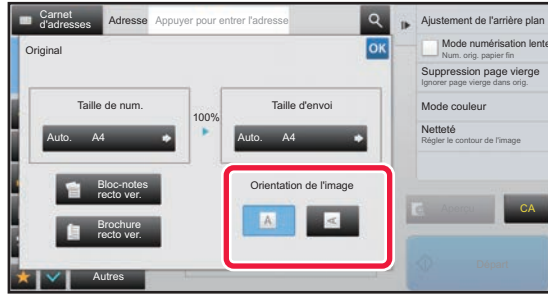 Carnet
d'adresses
Adresse
Appuyer pour entrer l'adresse
Original
OK
Taille de num.
Auto. A4
100%
Taille d'envoi
Auto. A4
Bloc-notes
recto ver.
Brochure
recto ver.
Orientation de l'image
A
A
Autres
Ajustement de l'arrière plan
Mode numérisation lente
Num. orig. papier fin
Suppression page vierge
Ignorer page vierge dans orig.
Mode couleur
Netteté
Régler le contour de l'image
Aperçu
CA
Départ